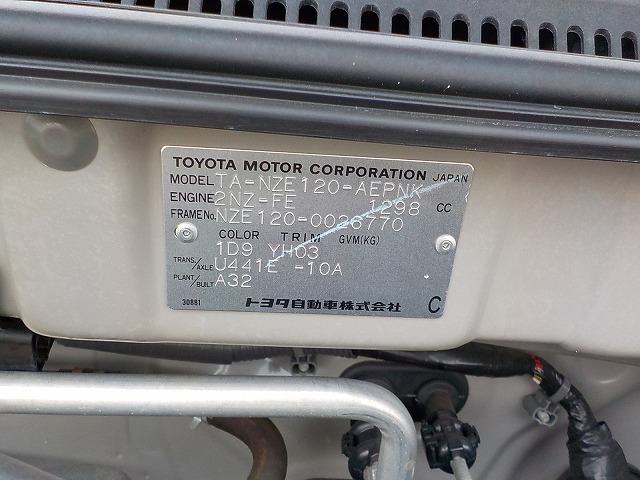 TOYOTA MOTOR CORPORATION JAPAN
MODEL TA-NZE120-AEPNK
ENGINE 2NZ-FE 1298 CC
FRAME No. NZE120-0026770
COLOR TRIM GVM(KG)
1D9 YH03
TRANS./AXLE U441E -10A
PLANT/BUILT A32
30881 トヨタ自動車株式会社 C